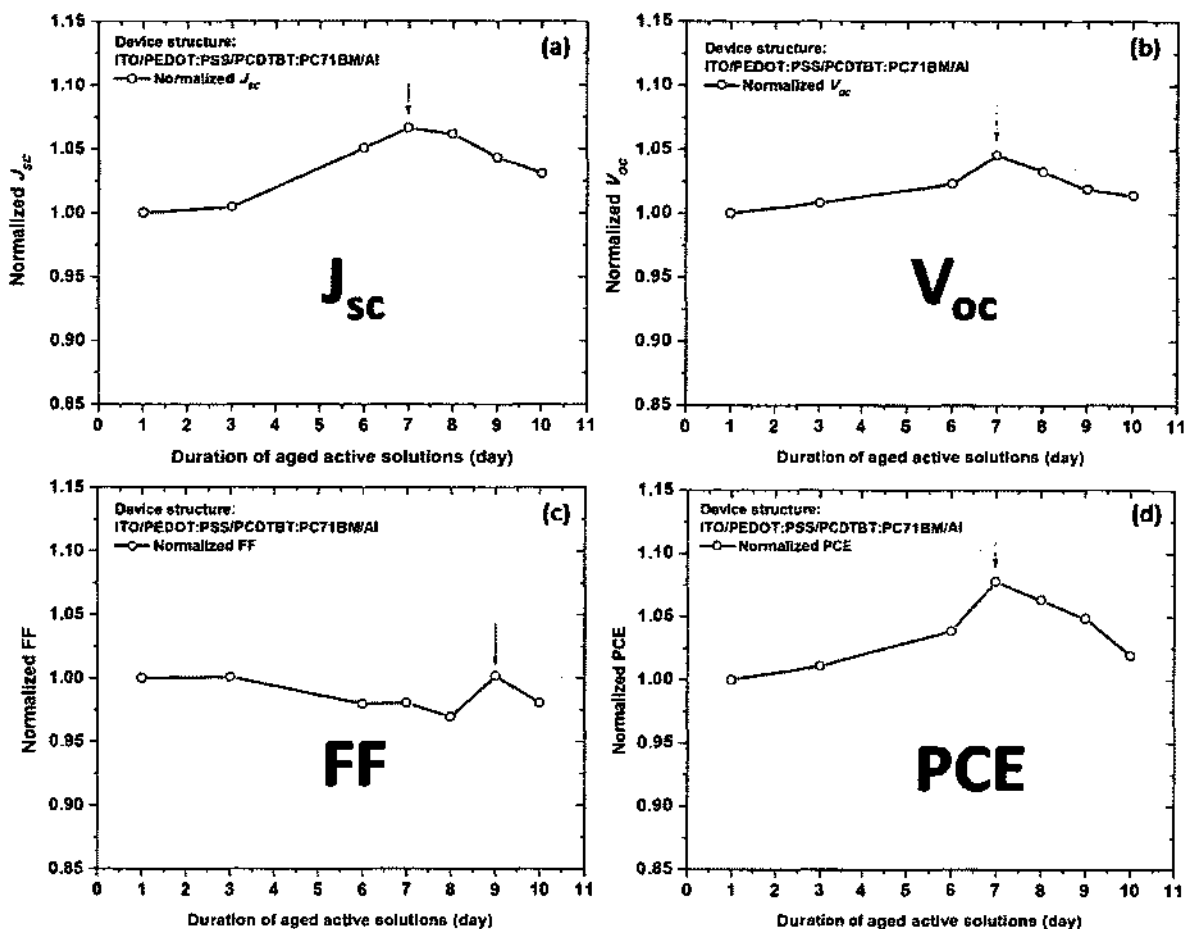 1.15
1.10
1.05
1.00
0.95
0.90
0.85
Normalized Jsc
Device structure:
ITO/PEDOT:PSS/PCDTBT:PC71BM/Al
Normalized Jsc
(a)
Jsc
0 1 2 3 4 5 6 7 8 9 10 11
Duration of aged active solutions (day)
1.15
1.10
1.05
1.00
0.95
0.90
0.85
Normalized Voc
Device structure:
ITO/PEDOT:PSS/PCDTBT:PC71BM/Al
Normalized Voc
(b)
Voc
0 1 2 3 4 5 6 7 8 9 10 11
Duration of aged active solutions (day)
1.15
1.10
1.05
1.00
0.95
0.90
0.85
Normalized FF
Device structure:
ITO/PEDOT:PSS/PCDTBT:PC71BM/Al
Normalized FF
(c)
FF
0 1 2 3 4 5 6 7 8 9 10 11
Duration of aged active solutions (day)
1.15
1.10
1.05
1.00
0.95
0.90
0.85
Normalized PCE
Device structure:
ITO/PEDOT:PSS/PCDTBT:PC71BM/Al
Normalized PCE
(d)
PCE
0 1 2 3 4 5 6 7 8 9 10 11
Duration of aged active solutions (day)